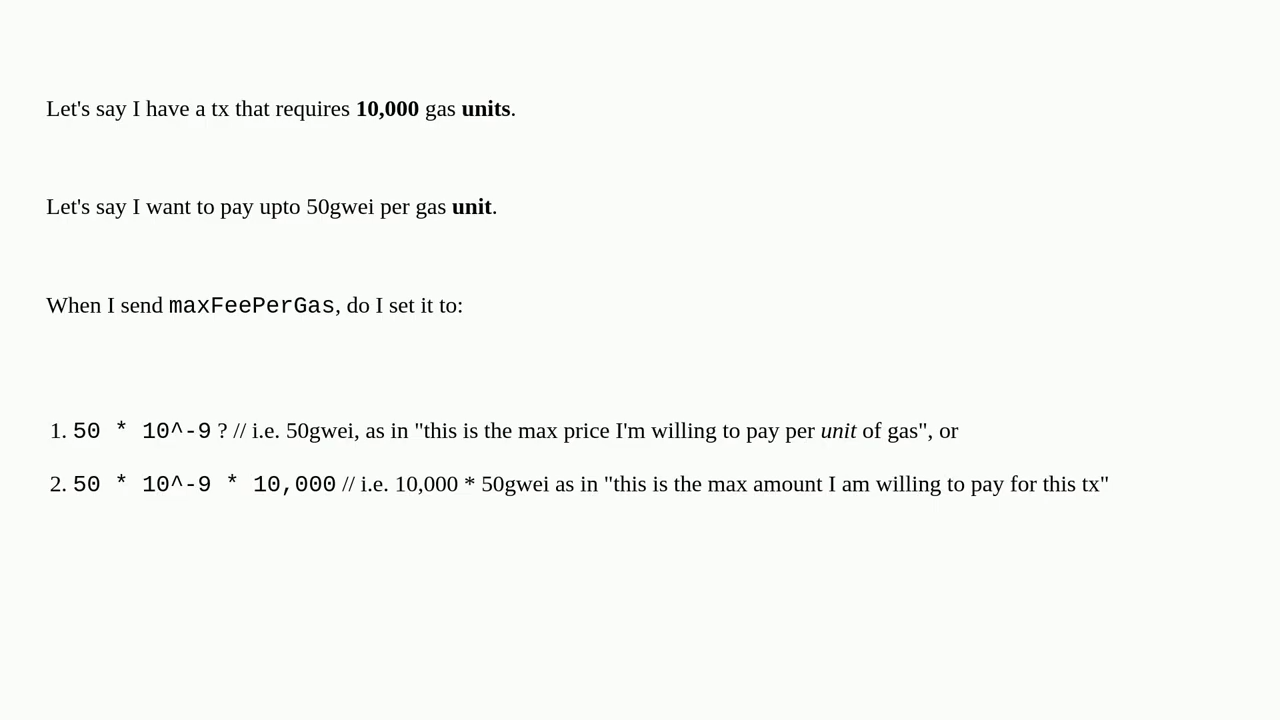 Let's say I have a tx that requires 10,000 gas units.
Let's say I want to pay upto 50gwei per gas unit.
When I send maxFeePerGas, do I set it to:
1. 50 * 10^-9 ? // i.e. 50gwei, as in "this is the max price I'm willing to pay per unit of gas", or
2. 50 * 10^-9 * 10,000 // i.e. 10,000 * 50gwei as in "this is the max amount I am willing to pay for this tx"